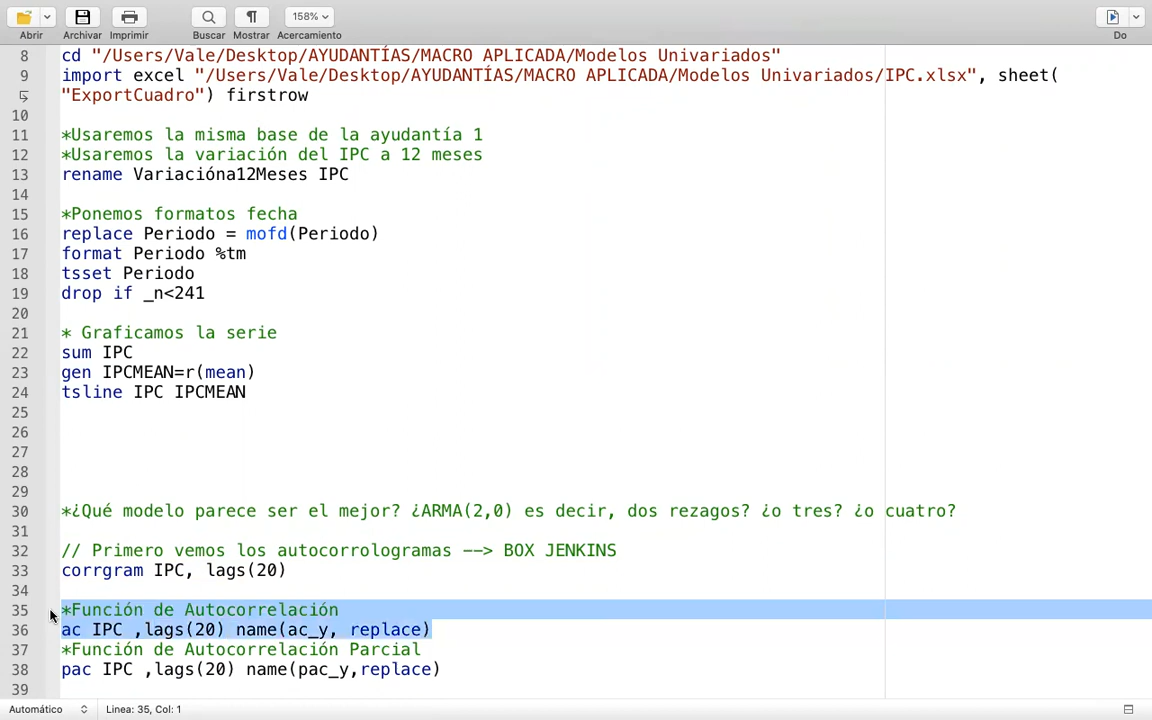 158%
Abrir
Archivar
Imprimir
Buscar
Mostrar
Acercamiento
Do
8 cd "/Users/Vale/Desktop/AYUDANTÍAS/MACRO APLICADA/Modelos Univariados"
9 import excel "/Users/Vale/Desktop/AYUDANTÍAS/MACRO APLICADA/Modelos Univariados/IPC.xlsx", sheet(
"ExportCuadro") firstrow
10
11 *Usaremos la misma base de la ayudantía 1
12 *Usaremos la variación del IPC a 12 meses
13 rename Variacióna12Meses IPC
14
15 *Ponemos formatos fecha
16 replace Periodo = mofd(Periodo)
17 format Periodo %tm
18 tsset Periodo
19 drop if _n<241
20
21 * Graficamos la serie
22 sum IPC
23 gen IPCMEAN=r(mean)
24 tsline IPC IPCMEAN
25
26
27
28
29
30 *¿Qué modelo parece ser el mejor? ¿ARMA(2,0) es decir, dos rezagos? ¿o tres? ¿o cuatro?
31
32 // Primero vemos los autocorrologramas --> BOX JENKINS
33 corrgram IPC, lags(20)
34
35 *Función de Autocorrelación
36 ac IPC ,lags(20) name(ac_y, replace)
37 *Función de Autocorrelación Parcial
38 pac IPC ,lags(20) name(pac_y,replace)
39
Automático
Linea: 35, Col: 1